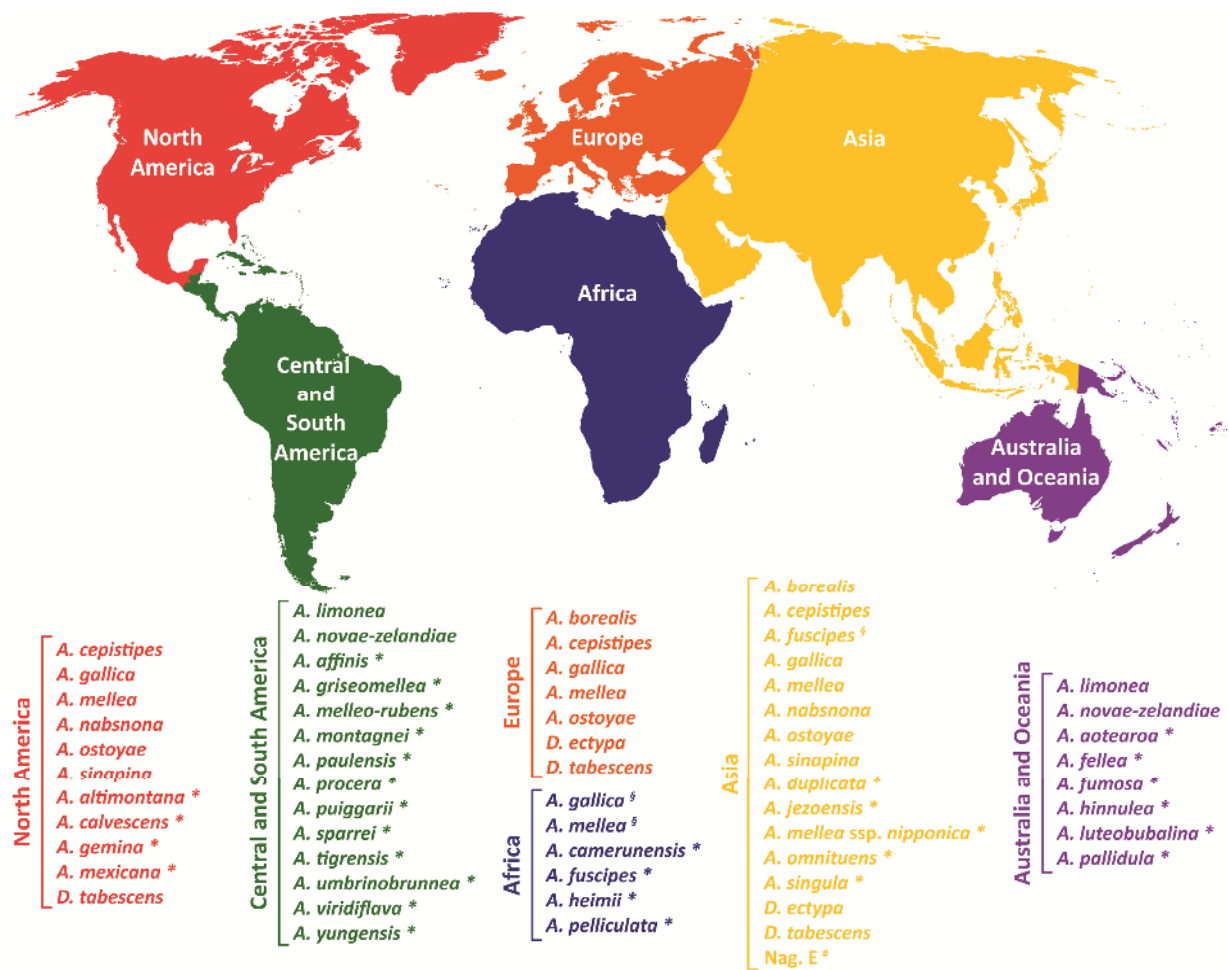 North
America
Europe
Asia
Africa
Central
and
South
America
Australia
and Oceania
North America
A. cepistipes
A. gallica
A. mellea
A. nabsnona
A. ostoyae
A. sinapina
A. altimontana *
A. calvescens *
A. gemina *
A. mexicana *
D. tabescens
Central and South America
A. limonea
A. novae-zelandiae
A. affinis *
A. griseomellea *
A. melleo-rubens *
A. montagnei *
A. paulensis *
A. procera *
A. puiggarii *
A. sparrei *
A. tigrensis *
A. umbrinobrunnea *
A. viridiflava *
A. yungensis *
Europe
A. borealis
A. cepistipes
A. gallica
A. mellea
A. ostoyae
D. ectypa
D. tabescens
Africa
A. gallica §
A. mellea §
A. camerunensis *
A. fuscipes *
A. heimii *
A. pelliculata *
Asia
A. borealis
A. cepistipes
A. fuscipes §
A. gallica
A. mellea
A. nabsnona
A. ostoyae
A. sinapina
A. duplicata *
A. jezoensis *
A. mellea ssp. nipponica *
A. omnituens *
A. singula *
D. ectypa
D. tabescens
Nag. E #
Australia and Oceania
A. limonea
A. novae-zelandiae
A. aotearoa *
A. fellea *
A. fumosa *
A. hinnulea *
A. luteobubalina *
A. pallidula *